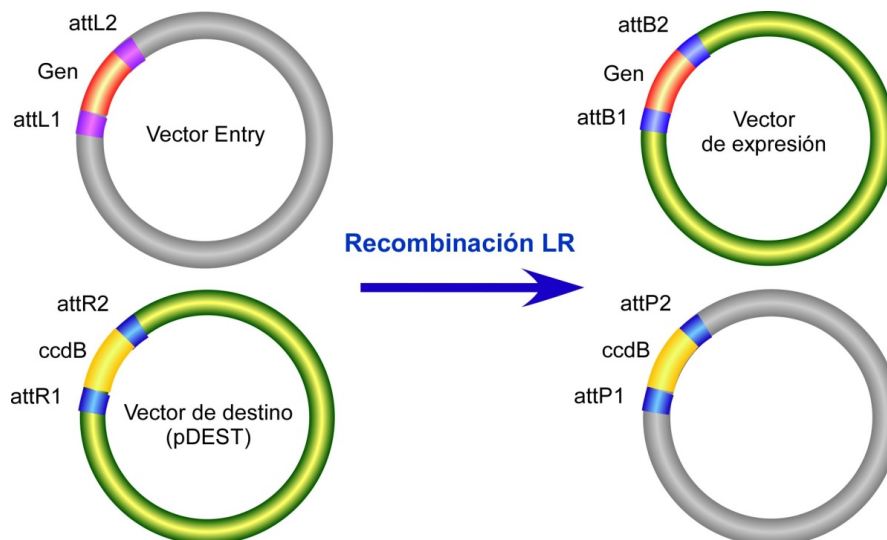 attL2
Gen
attL1
Vector Entry
attB2
Gen
attB1
Vector
de expresión
Recombinación LR
attR2
ccdB
attR1
Vector de destino
(pDEST)
attP2
ccdB
attP1